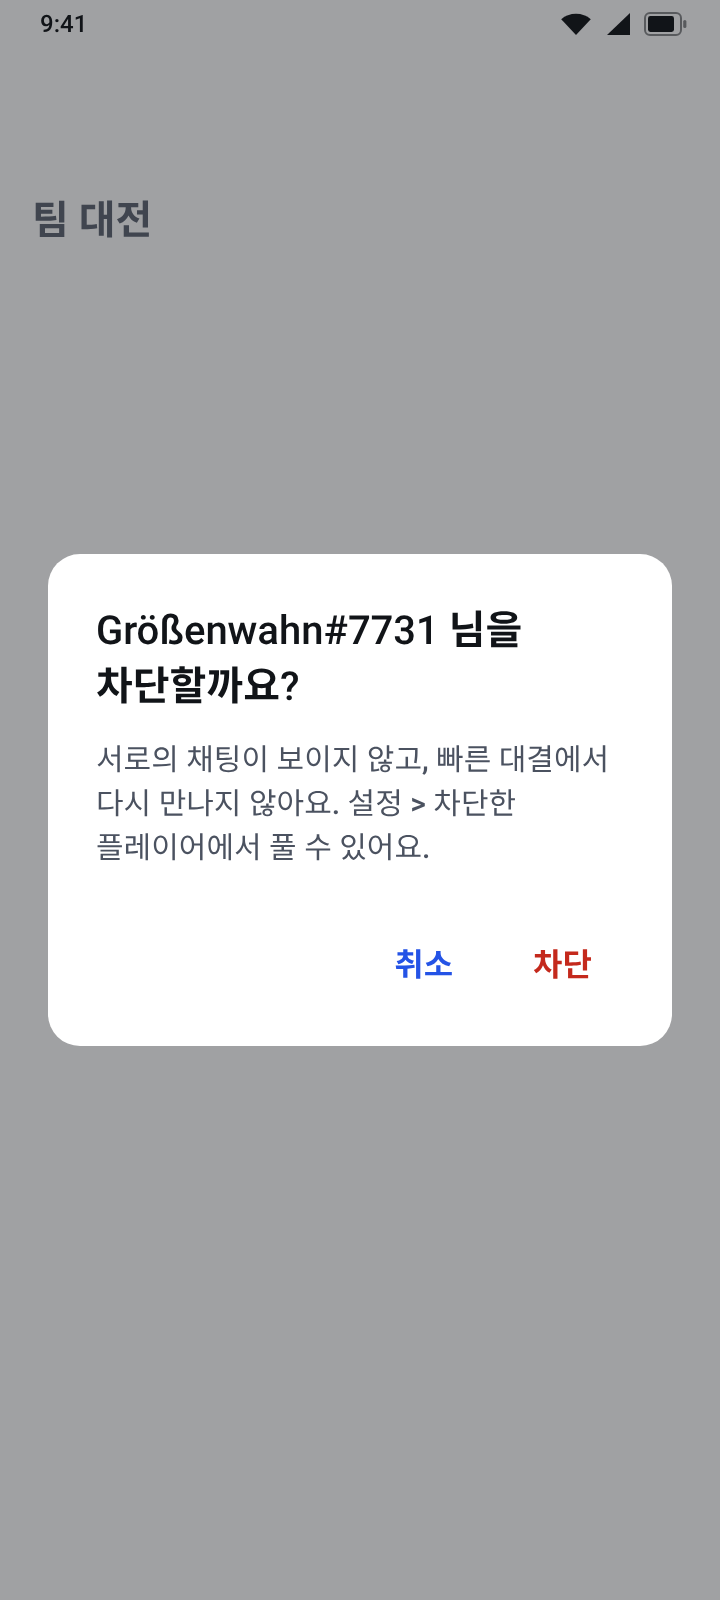 9:41
팀 대전
Größenwahn#7731 님을
차단할까요?
서로의 채팅이 보이지 않고, 빠른 대결에서
다시 만나지 않아요. 설정 > 차단한
플레이어에서 풀 수 있어요.
취소 차단